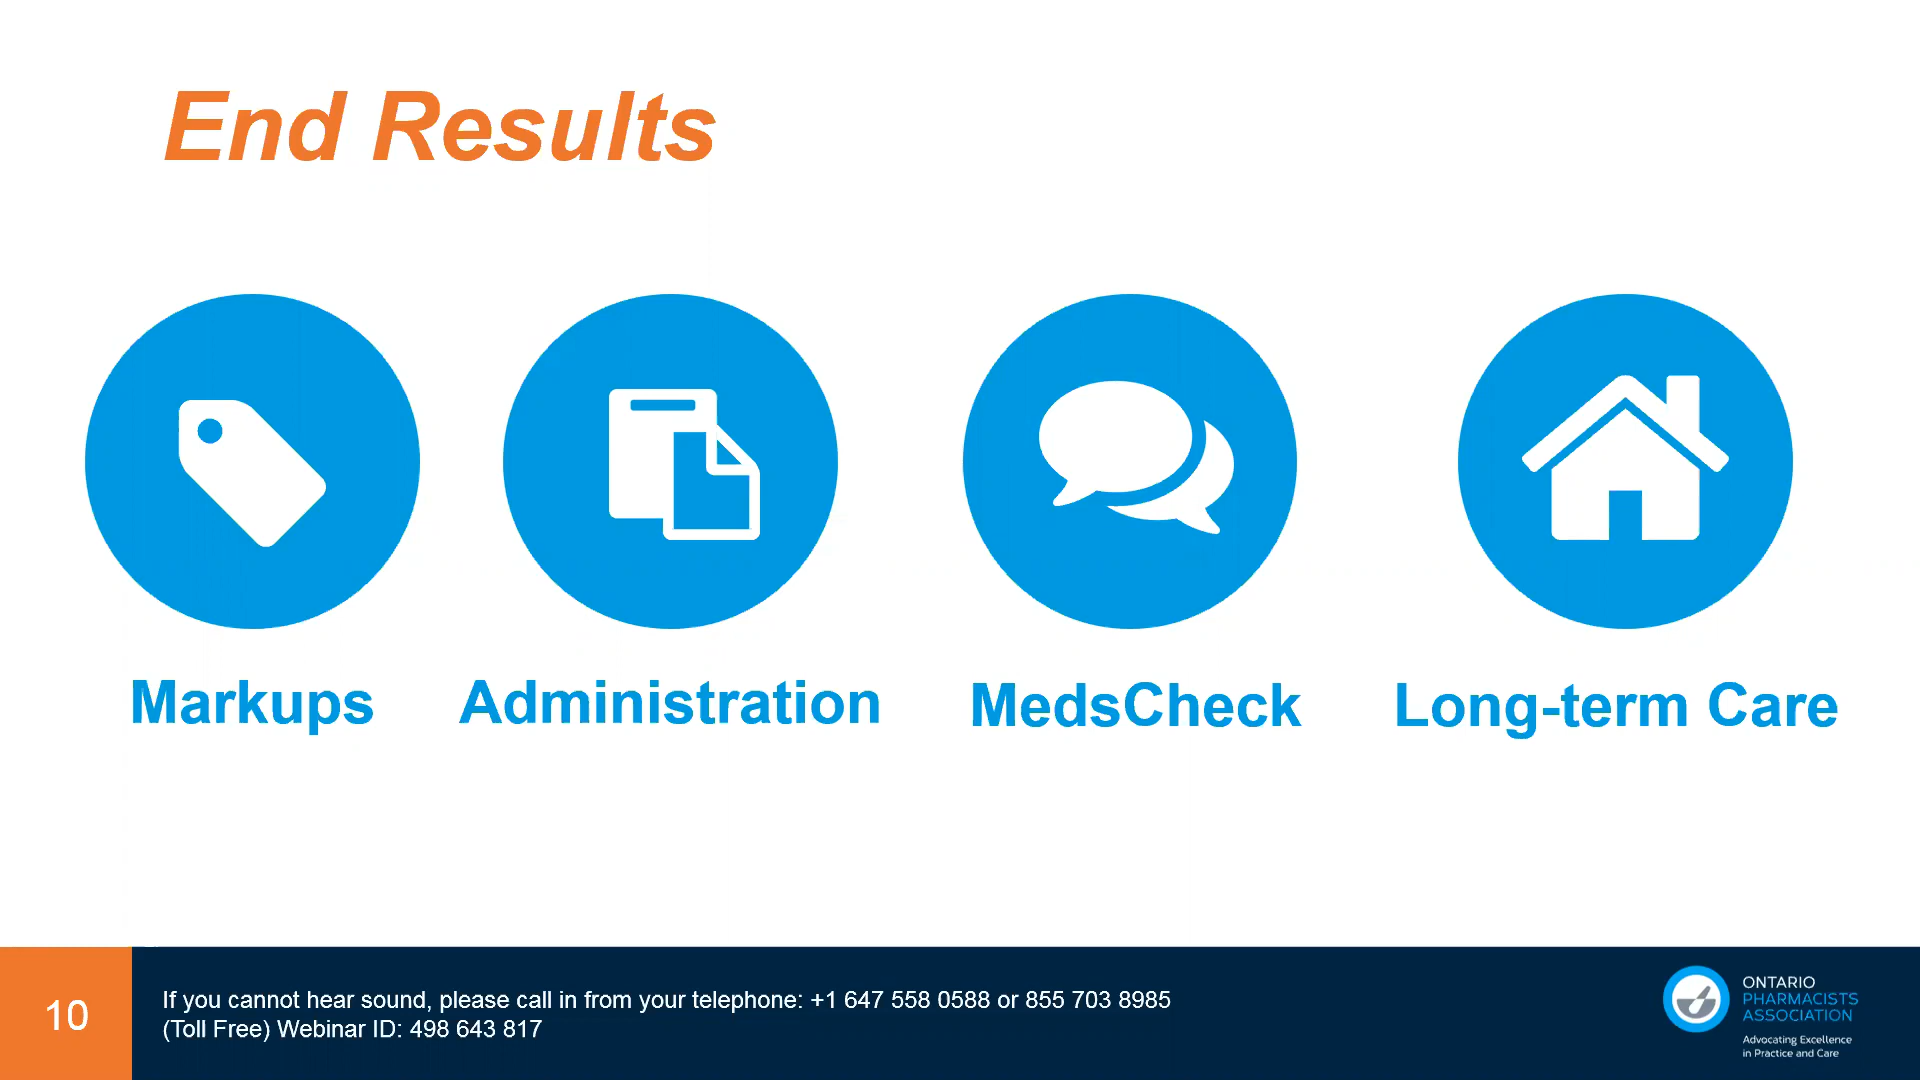 End Results
Markups
Administration
MedsCheck
Long-term Care
10
If you cannot hear sound, please call in from your telephone: +1 647 558 0588 or 855 703 8985
(Toll Free) Webinar ID: 498 643 817
ONTARIO
PHARMACISTS
ASSOCIATION
Advocating Excellence
in Practice and Care